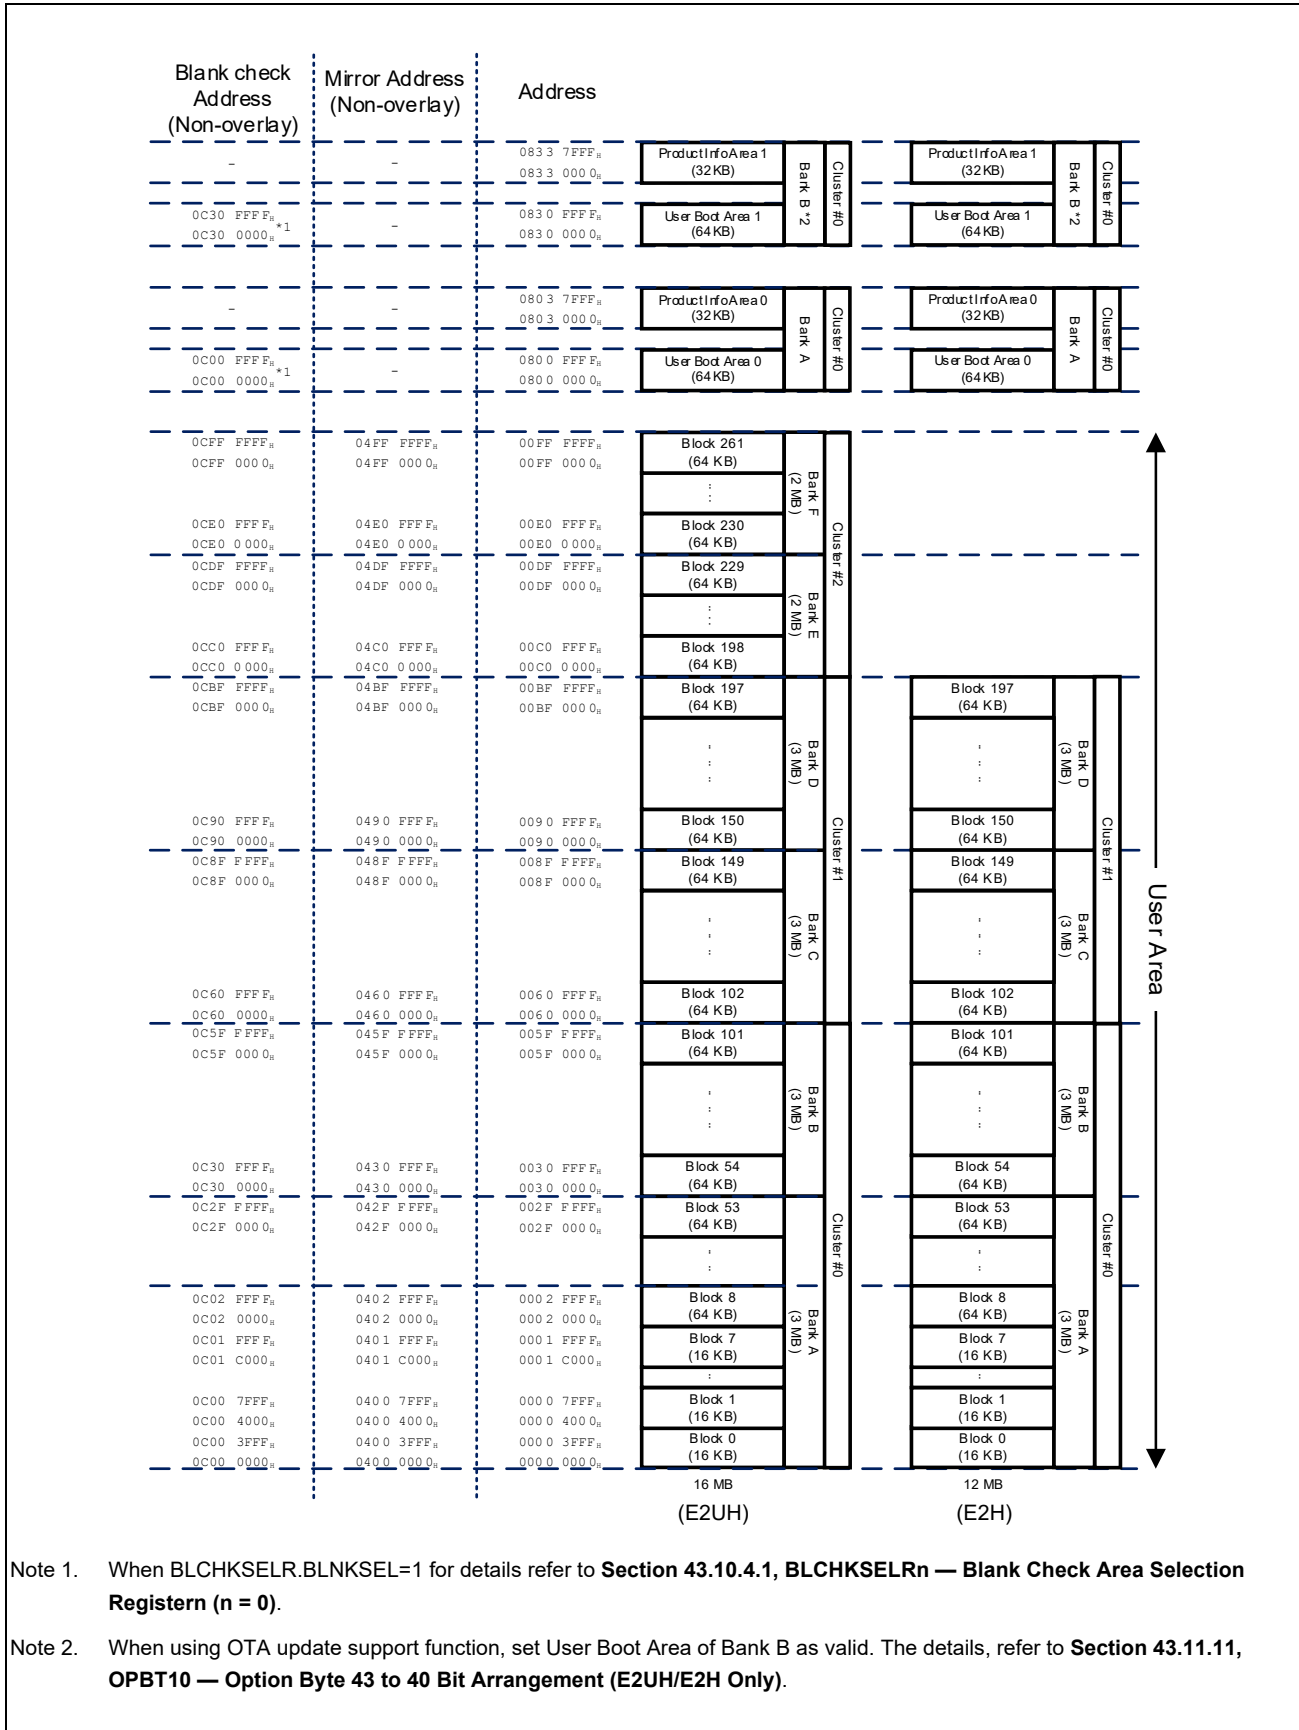 Blank check
Address
(Non-overlay)
Mirror Address
(Non-overlay)
Address
– – 0833 7FFFH ProductInfoArea 1 ProductInfoArea 1
0833 0000H (32KB) (32KB)
0C30 FFFFH – 0830 FFFFH User Boot Area 1 User Boot Area 1
0C30 0000H *1 0830 0000H (64KB) (64KB)
Bank B *2 Cluster #0 Bank B *2 Cluster #0
– – 0803 7FFFH ProductInfoArea 0 ProductInfoArea 0
0803 0000H (32KB) (32KB)
0C00 FFFFH – 0800 FFFFH User Boot Area 0 User Boot Area 0
0C00 0000H *1 0800 0000H (64KB) (64KB)
Bank A Cluster #0 Bank A Cluster #0
0CFF FFFFH 04FF FFFFH 00FF FFFFH Block 261
0CFF 0000H 04FF 0000H 00FF 0000H (64 KB)
0CE0 FFFFH 04E0 FFFFH 00E0 FFFFH Block 230
0CE0 0000H 04E0 0000H 00E0 0000H (64 KB)
Bank F
(2 MB)
0CDF FFFFH 04DF FFFFH 00DF FFFFH Block 229
0CDF 0000H 04DF 0000H 00DF 0000H (64 KB)
0CC0 FFFFH 04C0 FFFFH 00C0 FFFFH Block 198
0CC0 0000H 04C0 0000H 00C0 0000H (64 KB)
Bank E
(2 MB)
Cluster #2
0CBF FFFFH 04BF FFFFH 00BF FFFFH Block 197 Block 197
0CBF 0000H 04BF 0000H 00BF 0000H (64 KB) (64 KB)
0C90 FFFFH 0490 FFFFH 0090 FFFFH Block 150 Block 150
0C90 0000H 0490 0000H 0090 0000H (64 KB) (64 KB)
Bank D Bank D
(3 MB) (3 MB)
0C8F FFFFH 048F FFFFH 008F FFFFH Block 149 Block 149
0C8F 0000H 048F 0000H 008F 0000H (64 KB) (64 KB)
0C60 FFFFH 0460 FFFFH 0060 FFFFH Block 102 Block 102
0C60 0000H 0460 0000H 0060 0000H (64 KB) (64 KB)
Bank C Bank C
(3 MB) (3 MB)
Cluster #1 Cluster #1
User Area
0C5F FFFFH 045F FFFFH 005F FFFFH Block 101 Block 101
0C5F 0000H 045F 0000H 005F 0000H (64 KB) (64 KB)
0C30 FFFFH 0430 FFFFH 0030 FFFFH Block 54 Block 54
0C30 0000H 0430 0000H 0030 0000H (64 KB) (64 KB)
Bank B Bank B
(3 MB) (3 MB)
0C2F FFFFH 042F FFFFH 002F FFFFH Block 53 Block 53
0C2F 0000H 042F 0000H 002F 0000H (64 KB) (64 KB)
0C02 FFFFH 0402 FFFFH 0002 FFFFH Block 8 Block 8
0C02 0000H 0402 0000H 0002 0000H (64 KB) (64 KB)
0C01 FFFFH 0401 FFFFH 0001 FFFFH Block 7 Block 7
0C01 C000H 0401 C000H 0001 C000H (16 KB) (16 KB)
0C00 7FFFH 0400 7FFFH 0000 7FFFH Block 1 Block 1
0C00 4000H 0400 4000H 0000 4000H (16 KB) (16 KB)
0C00 3FFFH 0400 3FFFH 0000 3FFFH Block 0 Block 0
0C00 0000H 0400 0000H 0000 0000H (16 KB) (16 KB)
Bank A Bank A
(3 MB) (3 MB)
Cluster #0 Cluster #0
16 MB 12 MB
(E2UH) (E2H)
Note 1. When BLCHKSELR.BLNKSEL=1 for details refer to Section 43.10.4.1, BLCHKSELRn — Blank Check Area Selection
Registern (n = 0).
Note 2. When using OTA update support function, set User Boot Area of Bank B as valid. The details, refer to Section 43.11.11,
OPBT10 — Option Byte 43 to 40 Bit Arrangement (E2UH/E2H Only).